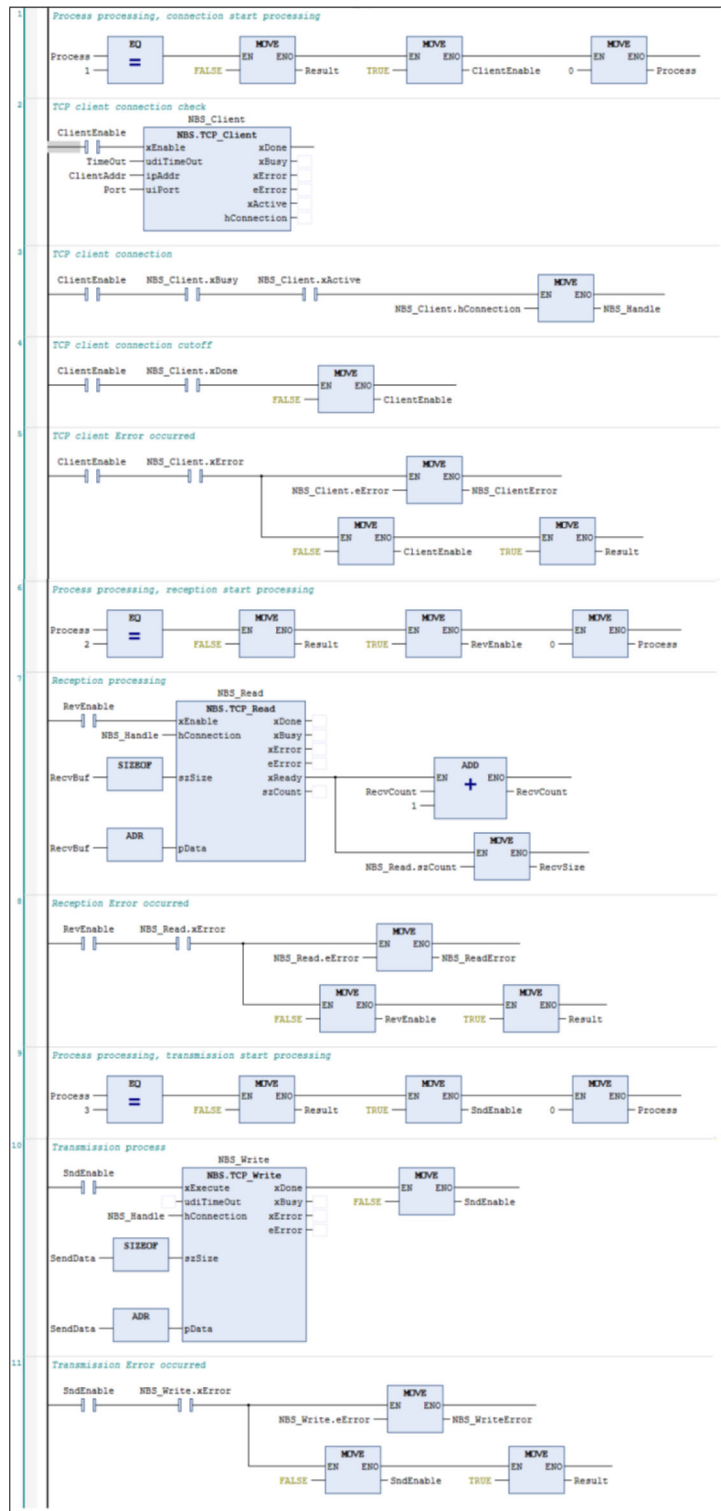 1 Process processing, connection start processing
EQ MOVE MOVE MOVE
Process = EN ENO EN ENO EN ENO
1 FALSE Result TRUE ClientEnable 0 Process
2 TCP client connection check
NBS_Client
ClientEnable NBS.TCP_Client
xEnable xDone
TimeOut udiTimeOut xBusy
ClientAddr ipAddr xError
Port uiPort eError
xActive
hConnection
3 TCP client connection
ClientEnable NBS_Client.xBusy NBS_Client.xActive MOVE
EN ENO
NBS_Client.hConnection NBS_Handle
4 TCP client connection cutoff
ClientEnable NBS_Client.xDone MOVE
EN ENO
FALSE ClientEnable
5 TCP client Error occurred
ClientEnable NBS_Client.xError MOVE
EN ENO
NBS_Client.eError NBS_ClientError
MOVE MOVE
EN ENO EN ENO
FALSE ClientEnable TRUE Result
6 Process processing, reception start processing
EQ MOVE MOVE MOVE
Process = EN ENO EN ENO EN ENO
2 FALSE Result TRUE RevEnable 0 Process
7 Reception processing
NBS_Read
RevEnable NBS.TCP_Read
xEnable xDone
NBS_Handle hConnection xBusy
xError
SIZEOF eError ADD
RecvBuf szSize xReady EN ENO
szCount RecvCount + RecvCount
1
ADR MOVE
RecvBuf pData EN ENO
NBS_Read.szCount RecvSize
8 Reception Error occurred
RevEnable NBS_Read.xError MOVE
EN ENO
NBS_Read.eError NBS_ReadError
MOVE MOVE
EN ENO EN ENO
FALSE RevEnable TRUE Result
9 Process processing, transmission start processing
EQ MOVE MOVE MOVE
Process = EN ENO EN ENO EN ENO
3 FALSE Result TRUE SndEnable 0 Process
10 Transmission process
NBS_Write
SndEnable NBS.TCP_Write MOVE
xExecute xDone EN ENO
udiTimeOut xBusy FALSE SndEnable
NBS_Handle hConnection xError
eError
SIZEOF
SendData szSize
ADR
SendData pData
11 Transmission Error occurred
SndEnable NBS_Write.xError MOVE
EN ENO
NBS_Write.eError NBS_WriteError
MOVE MOVE
EN ENO EN ENO
FALSE SndEnable TRUE Result